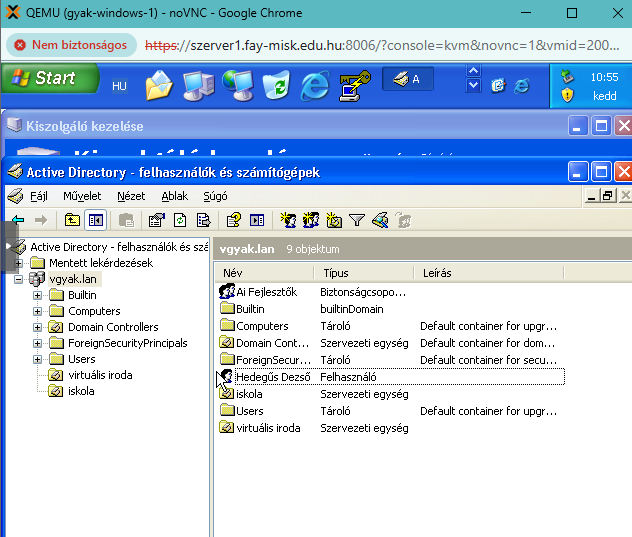 QEMU (gyak-windows-1) - noVNC - Google Chrome
Nem biztonságos https://szerver1.fay-misk.edu.hu:8006/?console=kvm&novnc=1&vmid=200...
Start HU A 10:55
kedd
Kiszolgáló kezelése
Active Directory - felhasználók és számítógépek
Fájl Művelet Nézet Ablak Súgó
Active Directory - felhasználók és szá
Mentett lekérdezések
vgyak.lan
Builtin
Computers
Domain Controllers
ForeignSecurityPrincipals
Users
virtuális iroda
iskola
vgyak.lan 9 objektum
Név Típus Leírás
Ai Fejlesztők Biztonságcsopo...
Builtin builtinDomain
Computers Tároló Default container for upgr...
Domain Cont... Szervezeti egység Default container for dom...
ForeignSecur... Tároló Default container for secu...
Hedegűs Dezső Felhasználó
iskola Szervezeti egység
Users Tároló Default container for upgr...
virtuális iroda Szervezeti egység